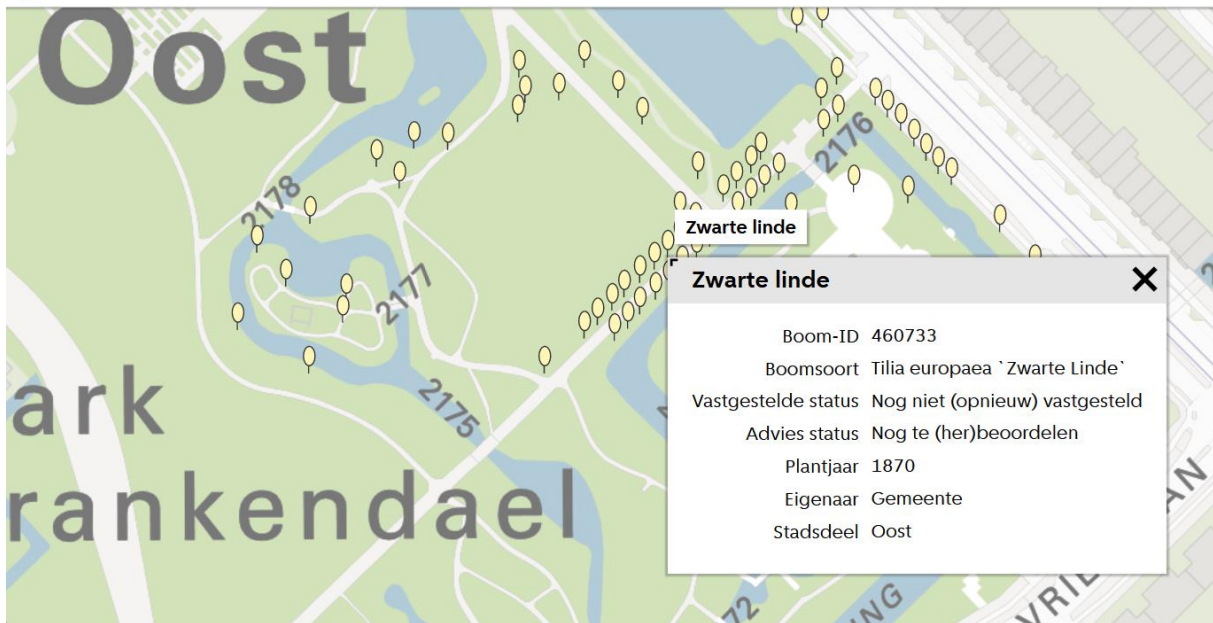 Oost
2176
2178
Zwarte linde
2177
Zwarte linde
Boom-ID 460733
Boomsoort Tilia europaea `Zwarte Linde`
Vastgestelde status Nog niet (opnieuw) vastgesteld
Advies status Nog te (her)beoordelen
Plantjaar 1870
Eigenaar Gemeente
Stadsdeel Oost
ark
2175
rankendael